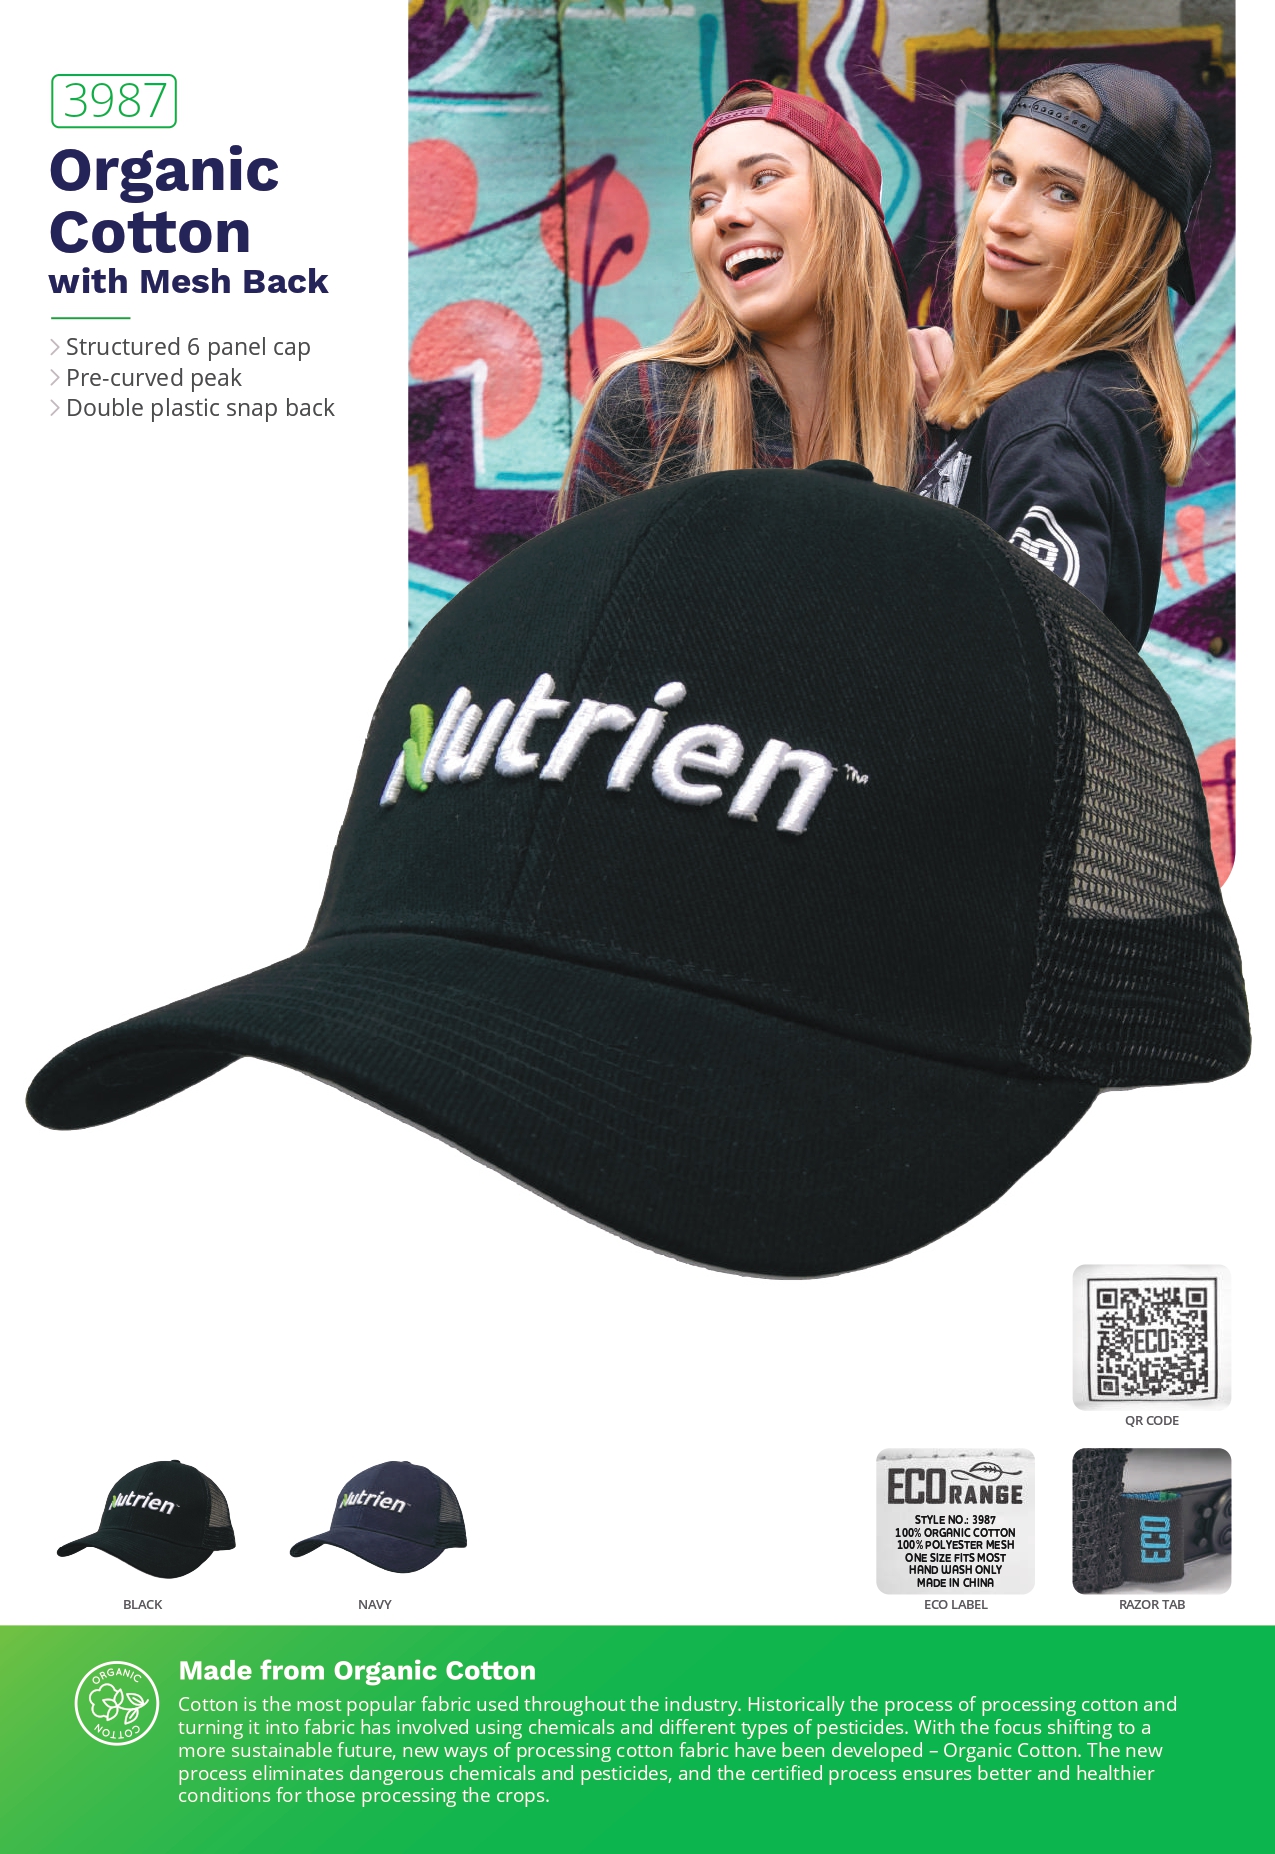 3987
Organic
Cotton
with Mesh Back
Structured 6 panel cap
Pre-curved peak
Double plastic snap back
Nutrien™
ECO
QR CODE
Nutrien
Nutrien
BLACK
NAVY
ECO RANGE
STYLE NO.: 3987
100% ORGANIC COTTON
100% POLYESTER MESH
ONE SIZE FITS MOST
HAND WASH ONLY
MADE IN CHINA
ECO LABEL
ECO
RAZOR TAB
ORGANIC
COTTON
Made from Organic Cotton
Cotton is the most popular fabric used throughout the industry. Historically the process of processing cotton and
turning it into fabric has involved using chemicals and different types of pesticides. With the focus shifting to a
more sustainable future, new ways of processing cotton fabric have been developed – Organic Cotton. The new
process eliminates dangerous chemicals and pesticides, and the certified process ensures better and healthier
conditions for those processing the crops.